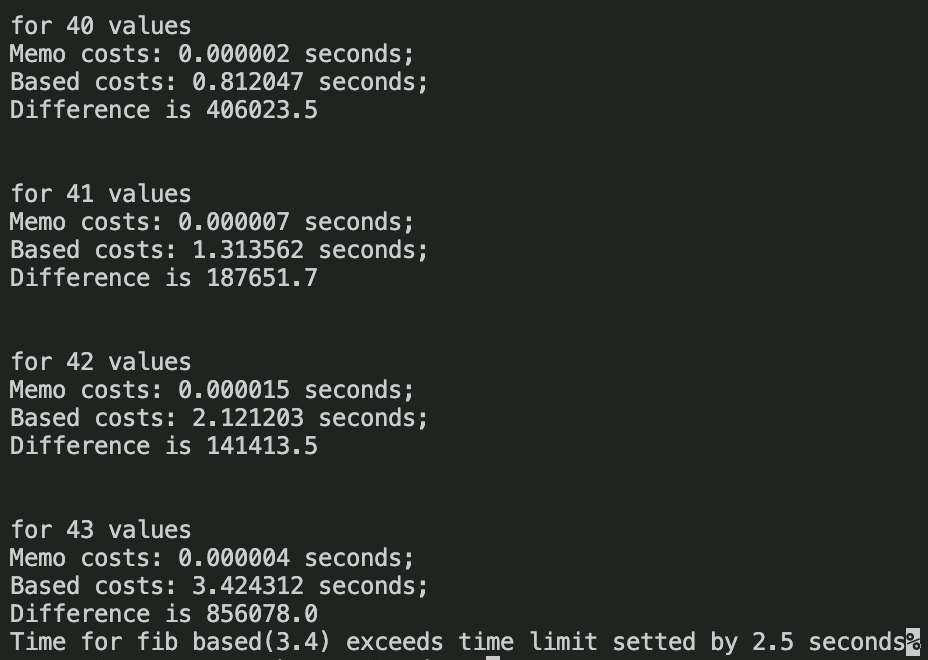 for 40 values
Memo costs: 0.000002 seconds;
Based costs: 0.812047 seconds;
Difference is 406023.5
for 41 values
Memo costs: 0.000007 seconds;
Based costs: 1.313562 seconds;
Difference is 187651.7
for 42 values
Memo costs: 0.000015 seconds;
Based costs: 2.121203 seconds;
Difference is 141413.5
for 43 values
Memo costs: 0.000004 seconds;
Based costs: 3.424312 seconds;
Difference is 856078.0
Time for fib based(3.4) exceeds time limit setted by 2.5 seconds%